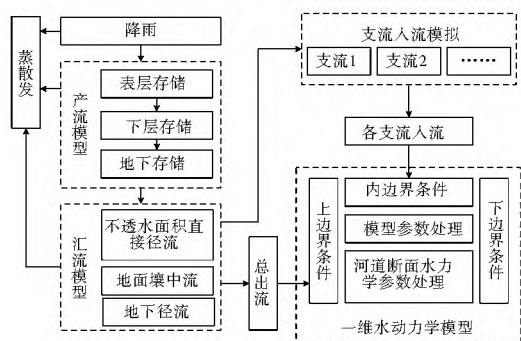 降雨
蒸散发
产流模型
表层存储
下层存储
地下存储
汇流模型
不透水面积直
接径流
地面壤中流
地下径流
总出流
支流入流模拟
支流1
支流2
……
各支流入流
上边界条件
内边界条件
模型参数处理
河道断面水力
学参数处理
下边界条件
一维水动力学模型